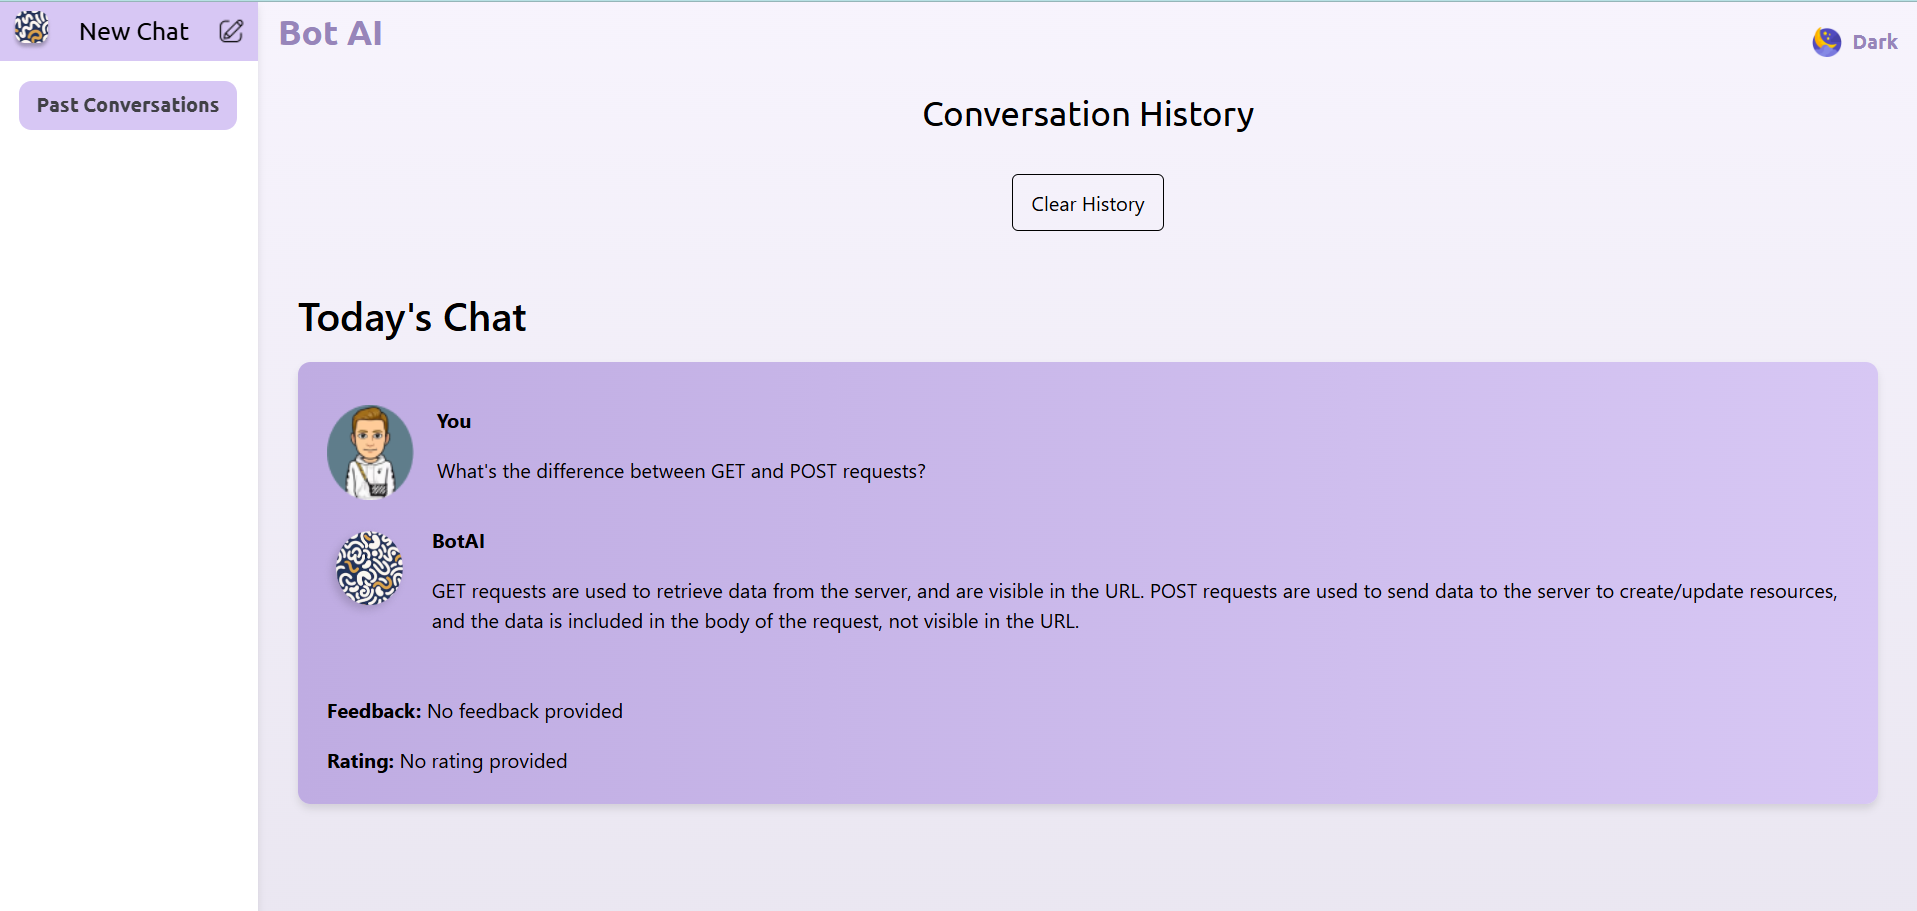 New Chat
Bot AI
Dark
Past Conversations
Conversation History
Clear History
Today's Chat
You
What's the difference between GET and POST requests?
BotAI
GET requests are used to retrieve data from the server, and are visible in the URL. POST requests are used to send data to the server to create/update resources,
and the data is included in the body of the request, not visible in the URL.
Feedback: No feedback provided
Rating: No rating provided